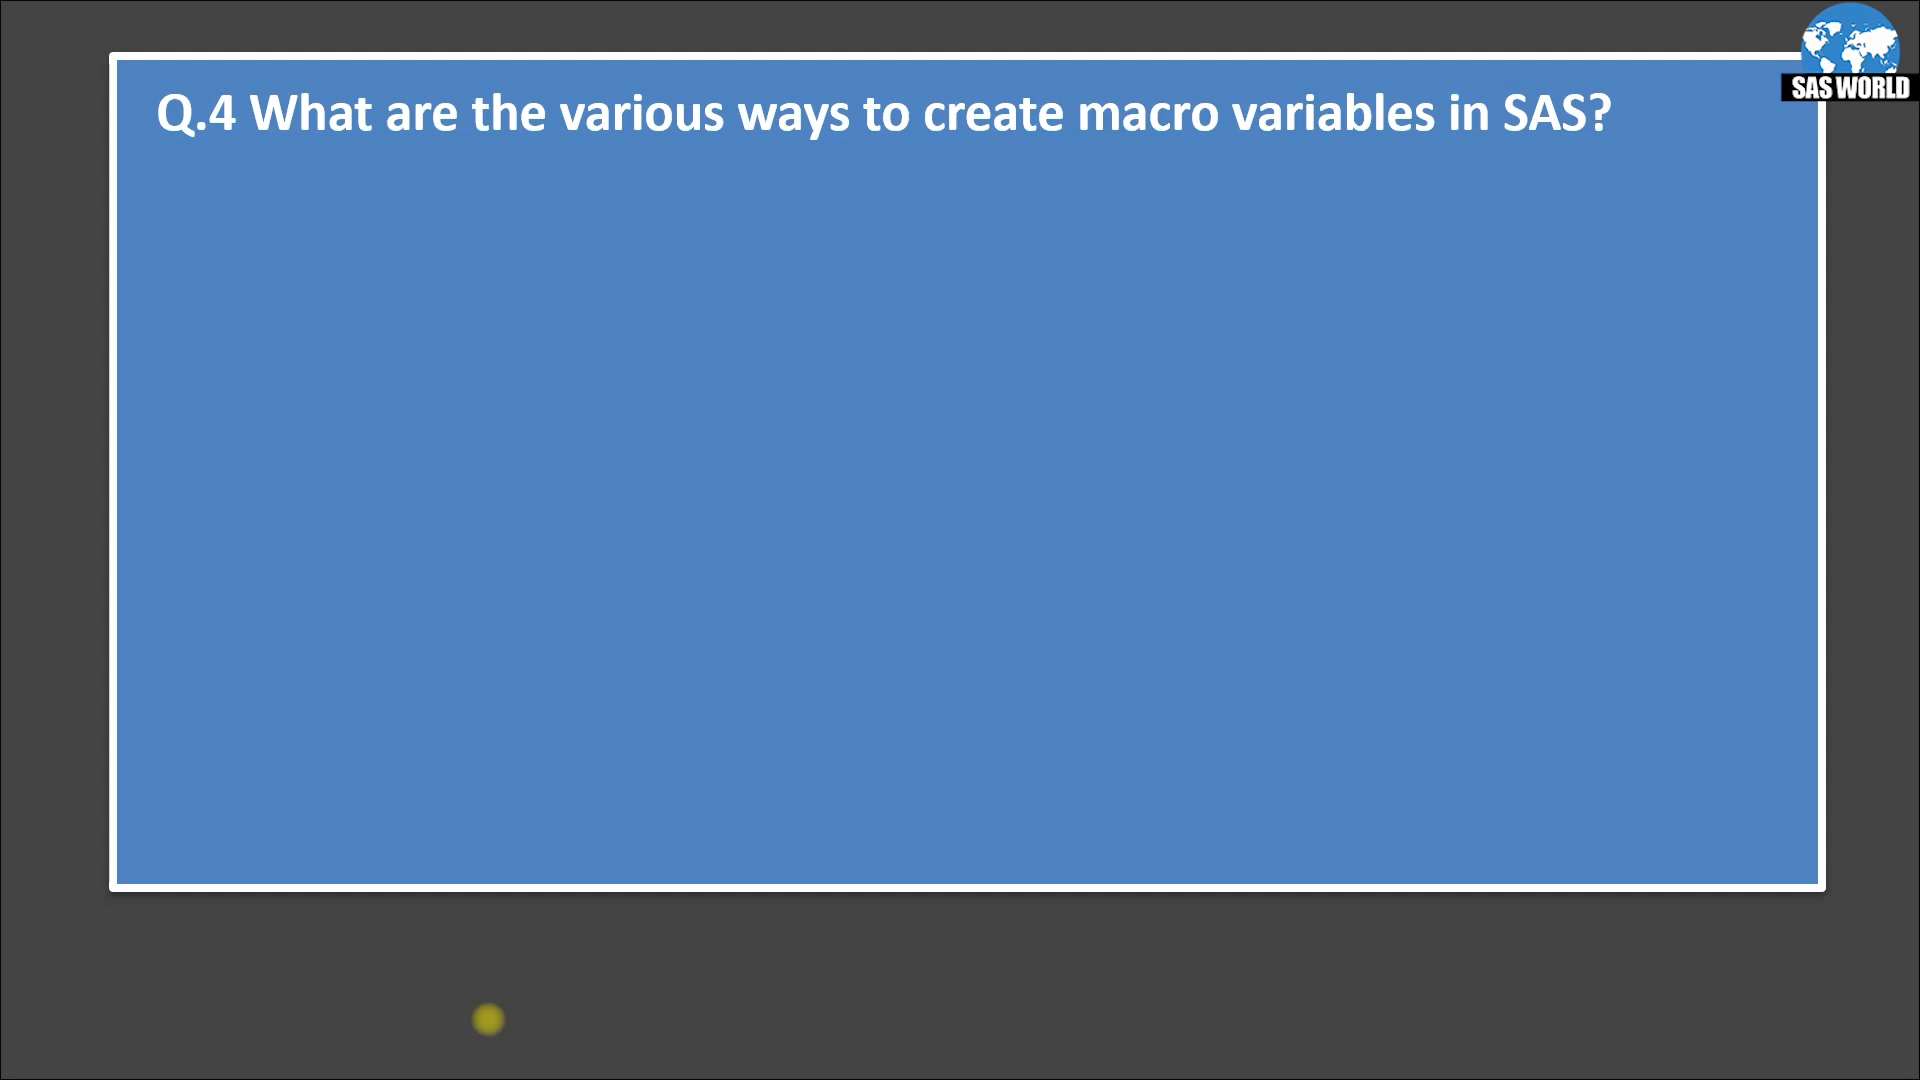 SAS WORLD
Q.4 What are the various ways to create macro variables in SAS?